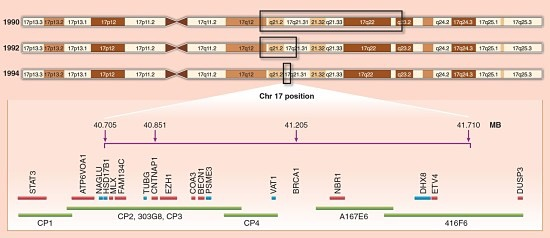 1990 17p13.3 17p13.2 17p13.1 17p12 17p11.2 17q11.2 17q12 q21.2 17q21.31 21.32 q21.33 17q22 q23.2 q24.2 17q24.3 17q25.1 17q25.3
1992 17p13.3 17p13.2 17p13.1 17p12 17p11.2 17q11.2 17q12 q21.2 17q21.31 21.32 q21.33 17q22 q23.2 q24.2 17q24.3 17q25.1 17q25.3
1994 17p13.3 17p13.2 17p13.1 17p12 17p11.2 17q11.2 17q12 q21.2 17q21.31 21.32 q21.33 17q22 q23.2 q24.2 17q24.3 17q25.1 17q25.3
Chr 17 position
40.705 40.851 41.205 41.710 MB
STAT3 ATP6VOA1 NAGLU HSD17B1 MLX FAM134C TUBG CNTNAP1 EZH1 COA3 BECN1 PSME3 VAT1 BRCA1 NBR1 DHX8 ETV4 DUSP3
CP1 CP2, 303G8, CP3 CP4 A167E6 416F6